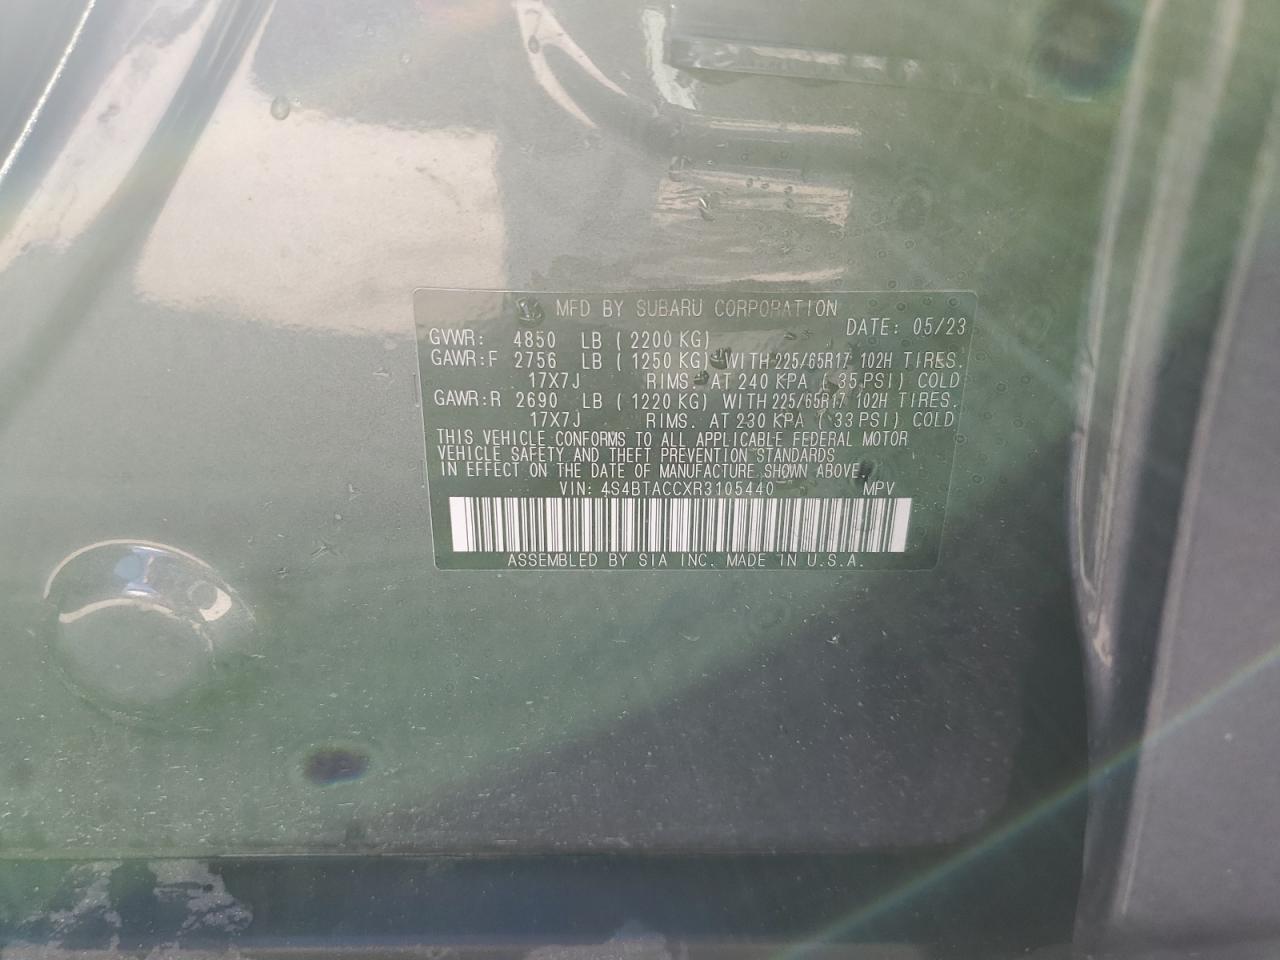 MFD BY SUBARU CORPORATION
DATE: 05/23
GVWR: 4850 LB (2200 KG)
GAWR:F 2756 LB (1250 KG) WITH 225/65R17 102H TIRES.
17X7J RIMS. AT 240 KPA (35 PSI) COLD
GAWR:R 2690 LB (1220 KG) WITH 225/65R17 102H TIRES.
17X7J RIMS. AT 230 KPA (33 PSI) COLD
THIS VEHICLE CONFORMS TO ALL APPLICABLE FEDERAL MOTOR
VEHICLE SAFETY AND THEFT PREVENTION STANDARDS
IN EFFECT ON THE DATE OF MANUFACTURE SHOWN ABOVE.
VIN: 4S4BTACCXR3105440 MPV
ASSEMBLED BY SIA INC. MADE IN U.S.A.